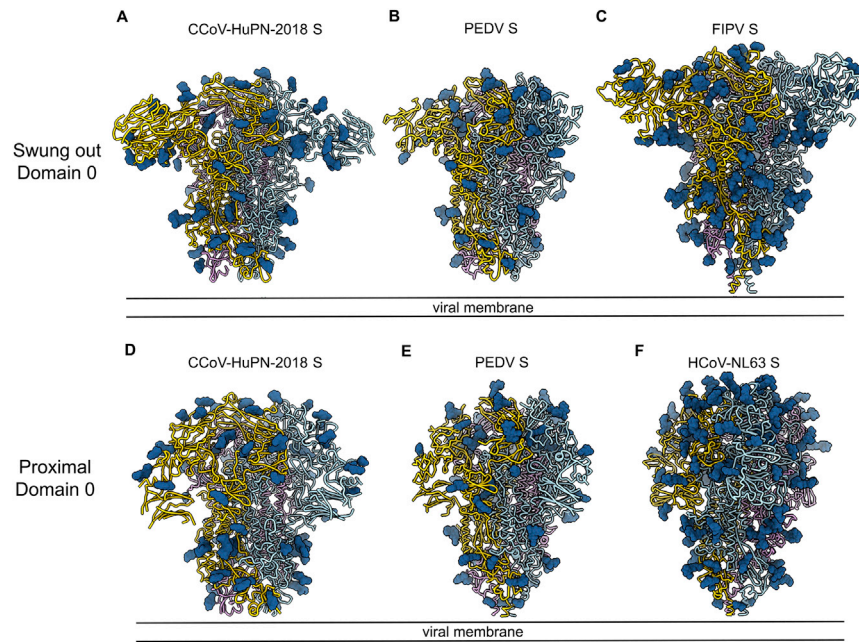 A
CCoV-HuPN-2018 S
B
PEDV S
C
FIPV S
Swung out
Domain 0
viral membrane
D
CCoV-HuPN-2018 S
E
PEDV S
F
HCoV-NL63 S
Proximal
Domain 0
viral membrane